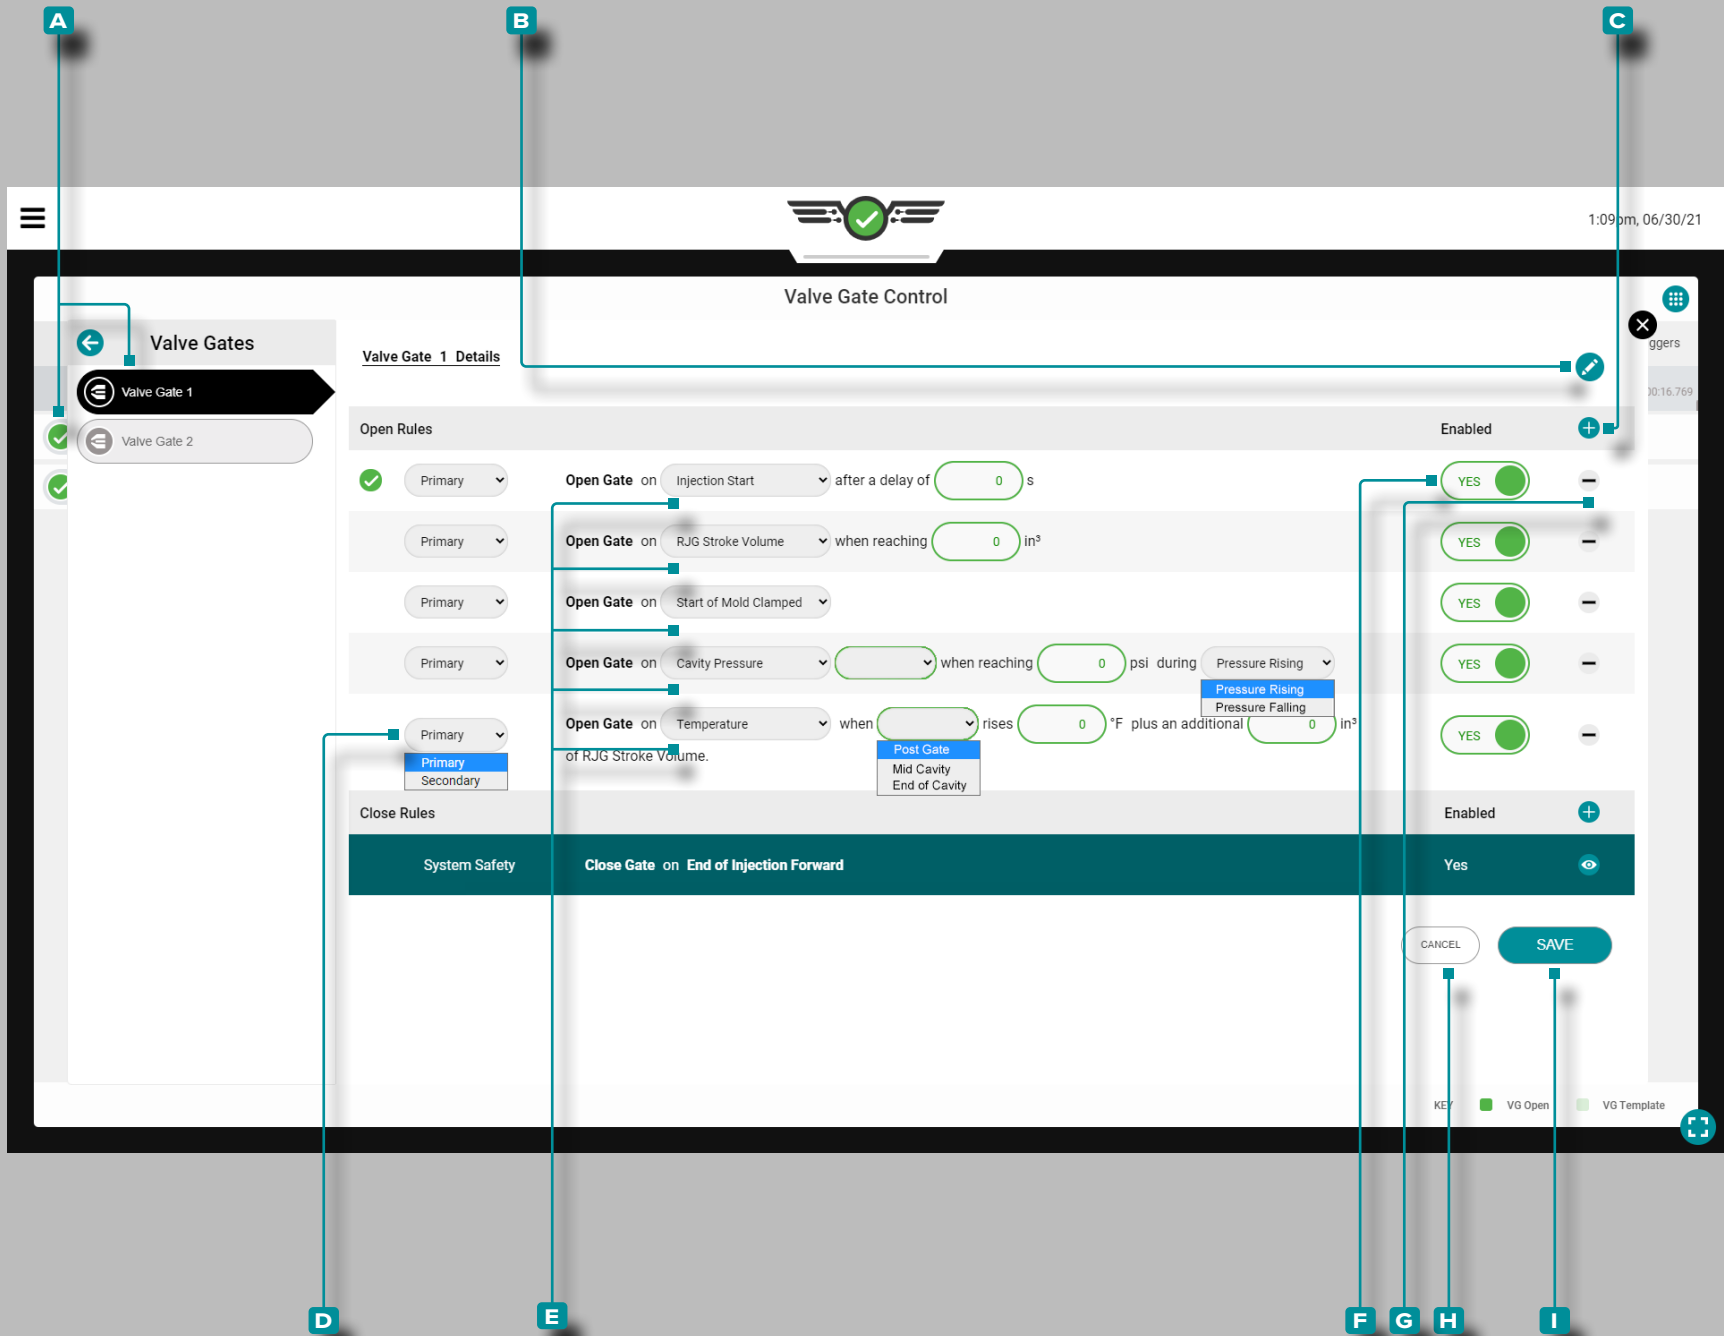 A
B
C
1:09pm, 06/30/21
Valve Gate Control
Valve Gates
ggers
Valve Gate 1 Details
Valve Gate 1
00:16.769
Valve Gate 2
Open Rules Enabled
Primary Open Gate on Injection Start after a delay of 0 s YES
Primary Open Gate on RJG Stroke Volume when reaching 0 in³ YES
Primary Open Gate on Start of Mold Clamped YES
Primary Open Gate on Cavity Pressure when reaching 0 psi during Pressure Rising YES
Pressure Rising
Pressure Falling
Primary Open Gate on Temperature when rises 0 °F plus an additional 0 in³ YES
of RJG Stroke Volume.
Primary
Secondary
Post Gate
Mid Cavity
End of Cavity
Close Rules Enabled
System Safety Close Gate on End of Injection Forward Yes
CANCEL SAVE
KEY VG Open VG Template
D
E
F
G
H
I